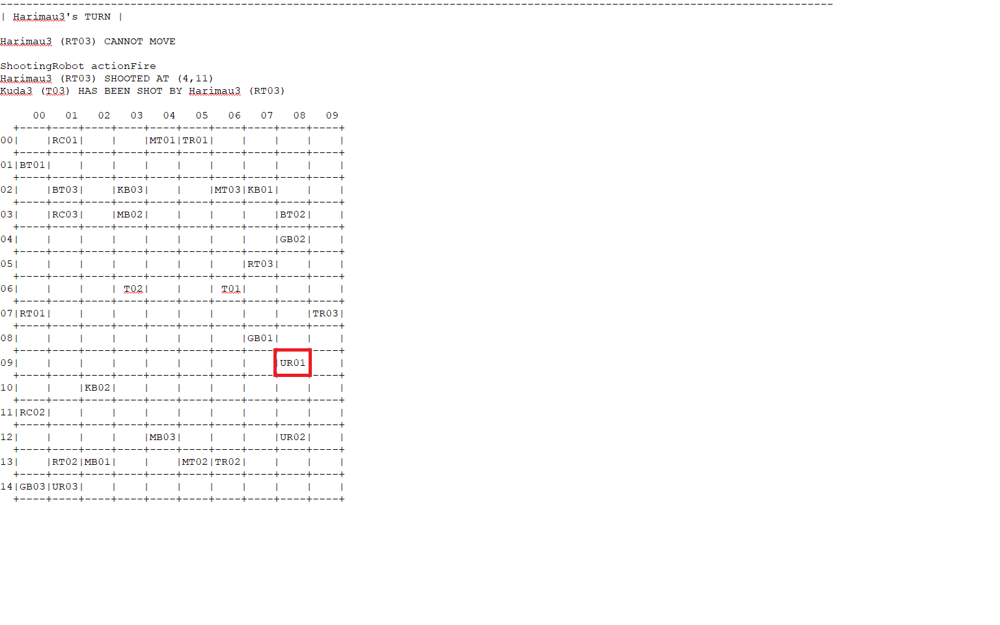 --------------------------------------------------------------------------------------------------------------------------------
| Harimau3's TURN |
Harimau3 (RT03) CANNOT MOVE
ShootingRobot actionFire
Harimau3 (RT03) SHOOTED AT (4,11)
Kuda3 (T03) HAS BEEN SHOT BY Harimau3 (RT03)
     00   01   02   03   04   05   06   07   08   09
  +----+----+----+----+----+----+----+----+----+----+
00|    |RC01|    |    |MT01|TR01|    |    |    |    |
  +----+----+----+----+----+----+----+----+----+----+
01|BT01|    |    |    |    |    |    |    |    |    |
  +----+----+----+----+----+----+----+----+----+----+
02|    |BT03|    |KB03|    |    |MT03|KB01|    |    |
  +----+----+----+----+----+----+----+----+----+----+
03|    |RC03|    |MB02|    |    |    |    |BT02|    |
  +----+----+----+----+----+----+----+----+----+----+
04|    |    |    |    |    |    |    |    |GB02|    |
  +----+----+----+----+----+----+----+----+----+----+
05|    |    |    |    |    |    |    |RT03|    |    |
  +----+----+----+----+----+----+----+----+----+----+
06|    |    |    | T02|    |    | T01|    |    |    |
  +----+----+----+----+----+----+----+----+----+----+
07|RT01|    |    |    |    |    |    |    |    |TR03|
  +----+----+----+----+----+----+----+----+----+----+
08|    |    |    |    |    |    |    |GB01|    |    |
  +----+----+----+----+----+----+----+----+----+----+
09|    |    |    |    |    |    |    |    |UR01|    |
  +----+----+----+----+----+----+----+----+----+----+
10|    |    |KB02|    |    |    |    |    |    |    |
  +----+----+----+----+----+----+----+----+----+----+
11|RC02|    |    |    |    |    |    |    |    |    |
  +----+----+----+----+----+----+----+----+----+----+
12|    |    |    |    |MB03|    |    |    |UR02|    |
  +----+----+----+----+----+----+----+----+----+----+
13|    |RT02|MB01|    |    |MT02|TR02|    |    |    |
  +----+----+----+----+----+----+----+----+----+----+
14|GB03|UR03|    |    |    |    |    |    |    |    |
  +----+----+----+----+----+----+----+----+----+----+